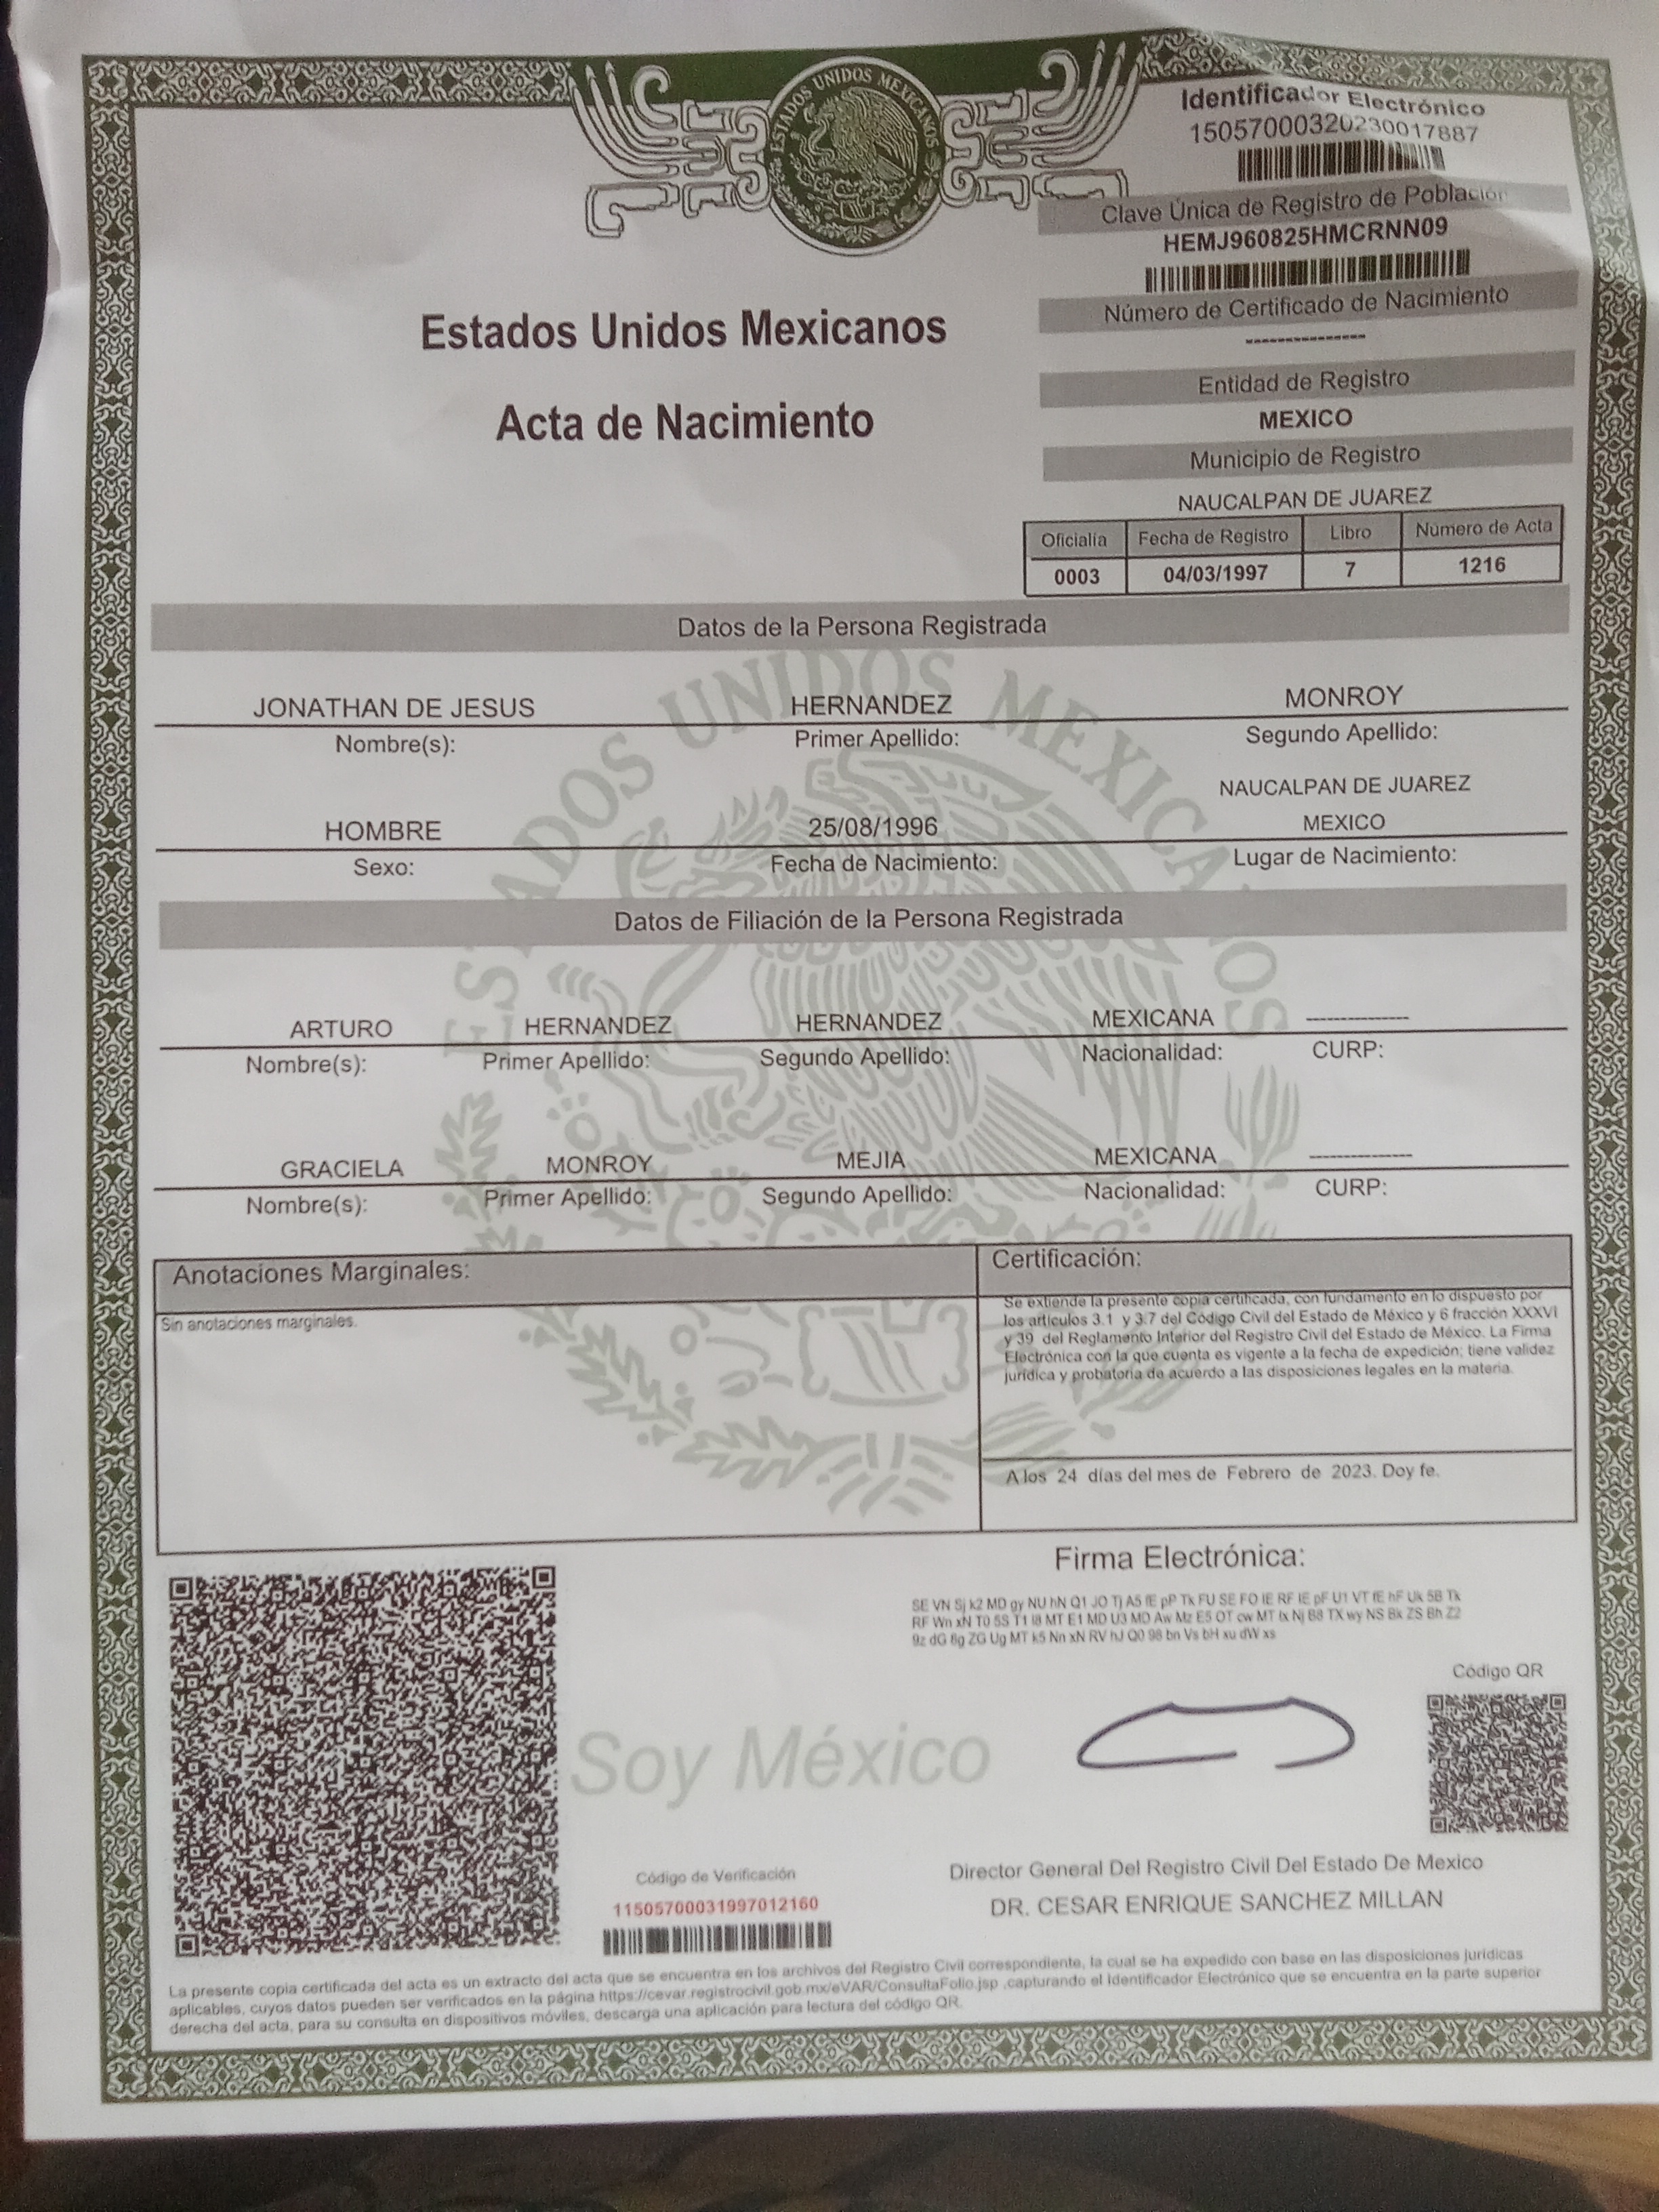 ESTADOS UNIDOS MEXICANOS
Identificador Electrónico
15057000320230017887
Clave Única de Registro de Población
HEMJ960825HMCRNN09
Número de Certificado de Nacimiento
---------------
Estados Unidos Mexicanos
Acta de Nacimiento
Entidad de Registro
MEXICO
Municipio de Registro
NAUCALPAN DE JUAREZ
Oficialía Fecha de Registro Libro Número de Acta
0003 04/03/1997 7 1216
Datos de la Persona Registrada
JONATHAN DE JESUS HERNANDEZ MONROY
Nombre(s): Primer Apellido: Segundo Apellido:
NAUCALPAN DE JUAREZ
HOMBRE 25/08/1996 MEXICO
Sexo: Fecha de Nacimiento: Lugar de Nacimiento:
Datos de Filiación de la Persona Registrada
ARTURO HERNANDEZ HERNANDEZ MEXICANA ---------------
Nombre(s): Primer Apellido: Segundo Apellido: Nacionalidad: CURP:
GRACIELA MONROY MEJIA MEXICANA ---------------
Nombre(s): Primer Apellido: Segundo Apellido: Nacionalidad: CURP:
ESTADOS UNIDOS MEXICANOS
Anotaciones Marginales:
Sin anotaciones marginales.
Certificación:
Se extiende la presente copia certificada, con fundamento en lo dispuesto por
los artículos 3.1 y 3.7 del Código Civil del Estado de México y 6 fracción XXXVI
y 39 del Reglamento Interior del Registro Civil del Estado de México. La Firma
Electrónica con la que cuenta es vigente a la fecha de expedición; tiene validez
jurídica y probatoria de acuerdo a las disposiciones legales en la materia.
A los 24 días del mes de Febrero de 2023. Doy fe.
Firma Electrónica:
Código QR
Soy México
Código de Verificación
11505700031997012160
Director General Del Registro Civil Del Estado De Mexico
DR. CESAR ENRIQUE SANCHEZ MILLAN
La presente copia certificada del acta es un extracto del acta que se encuentra en los archivos del Registro Civil correspondiente, la cual se ha expedido con base en las disposiciones jurídicas
aplicables, cuyos datos pueden ser verificados en la página https://cevar.registrocivil.gob.mx/eVAR/ConsultaFolio.jsp ,capturando el Identificador Electrónico que se encuentra en la parte superior
derecha del acta, para su consulta en dispositivos móviles, descarga una aplicación para lectura del código QR.